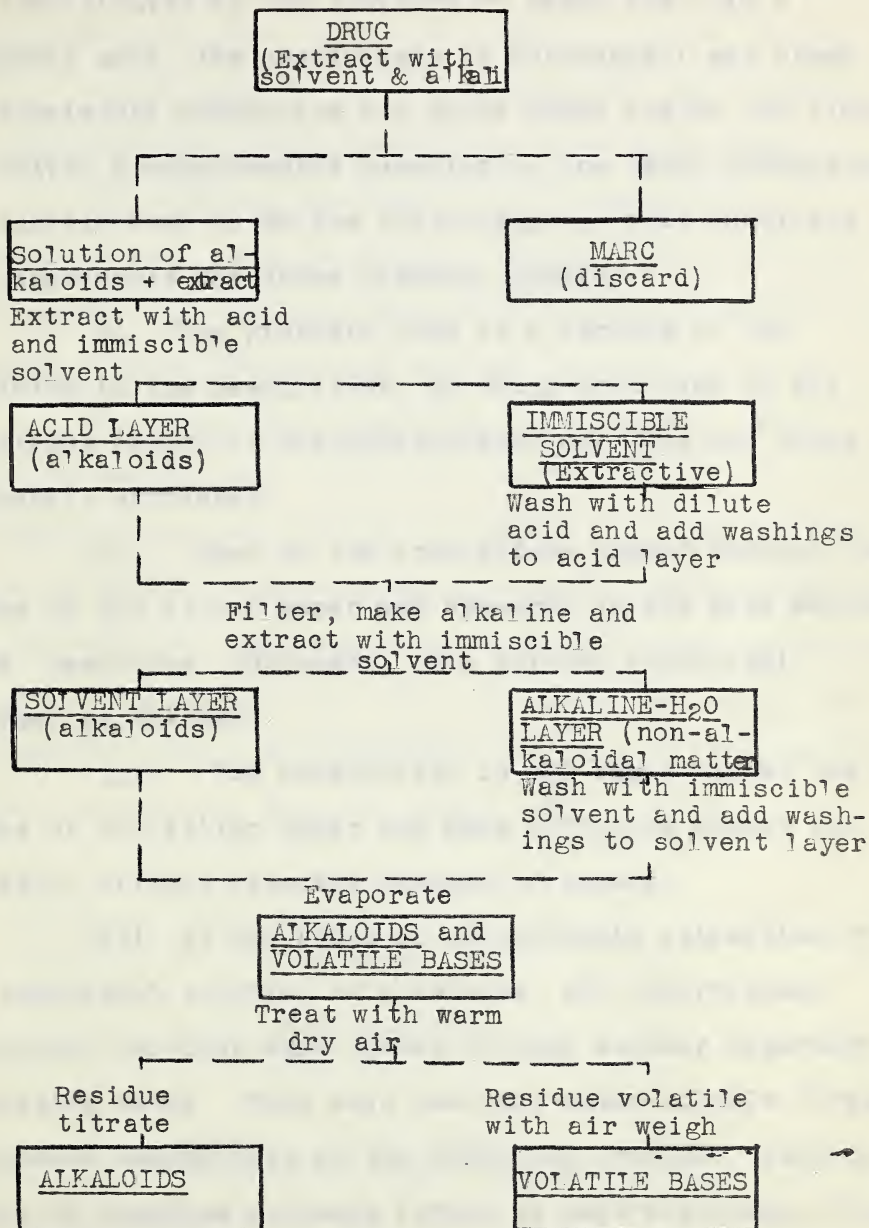 DRUG
(Extract with
solvent & alkali
Solution of al-
kaloids + extract
MARC
(discard)
Extract with acid
and immiscible
solvent
ACID LAYER
(alkaloids)
IMMISCIBLE
SOLVENT
(Extractive)
Wash with dilute
acid and add washings
to acid layer
Filter, make alkaline and
extract with immiscible
solvent
SOLVENT LAYER
(alkaloids)
ALKALINE-H2O
LAYER (non-al-
kaloidal matter
Wash with immiscible
solvent and add wash-
ings to solvent layer
Evaporate
ALKALOIDS and
VOLATILE BASES
Treat with warm
dry air
Residue
titrate
Residue volatile
with air weigh
ALKALOIDS
VOLATILE BASES